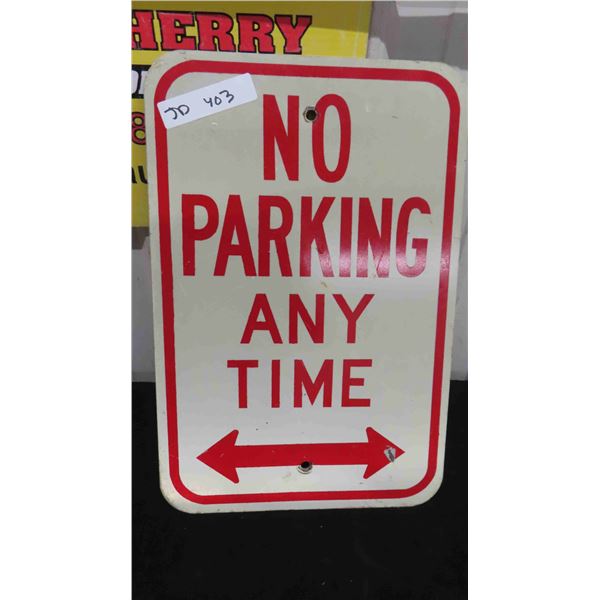 HERRY
JD 403
NO
PARKING
ANY
TIME